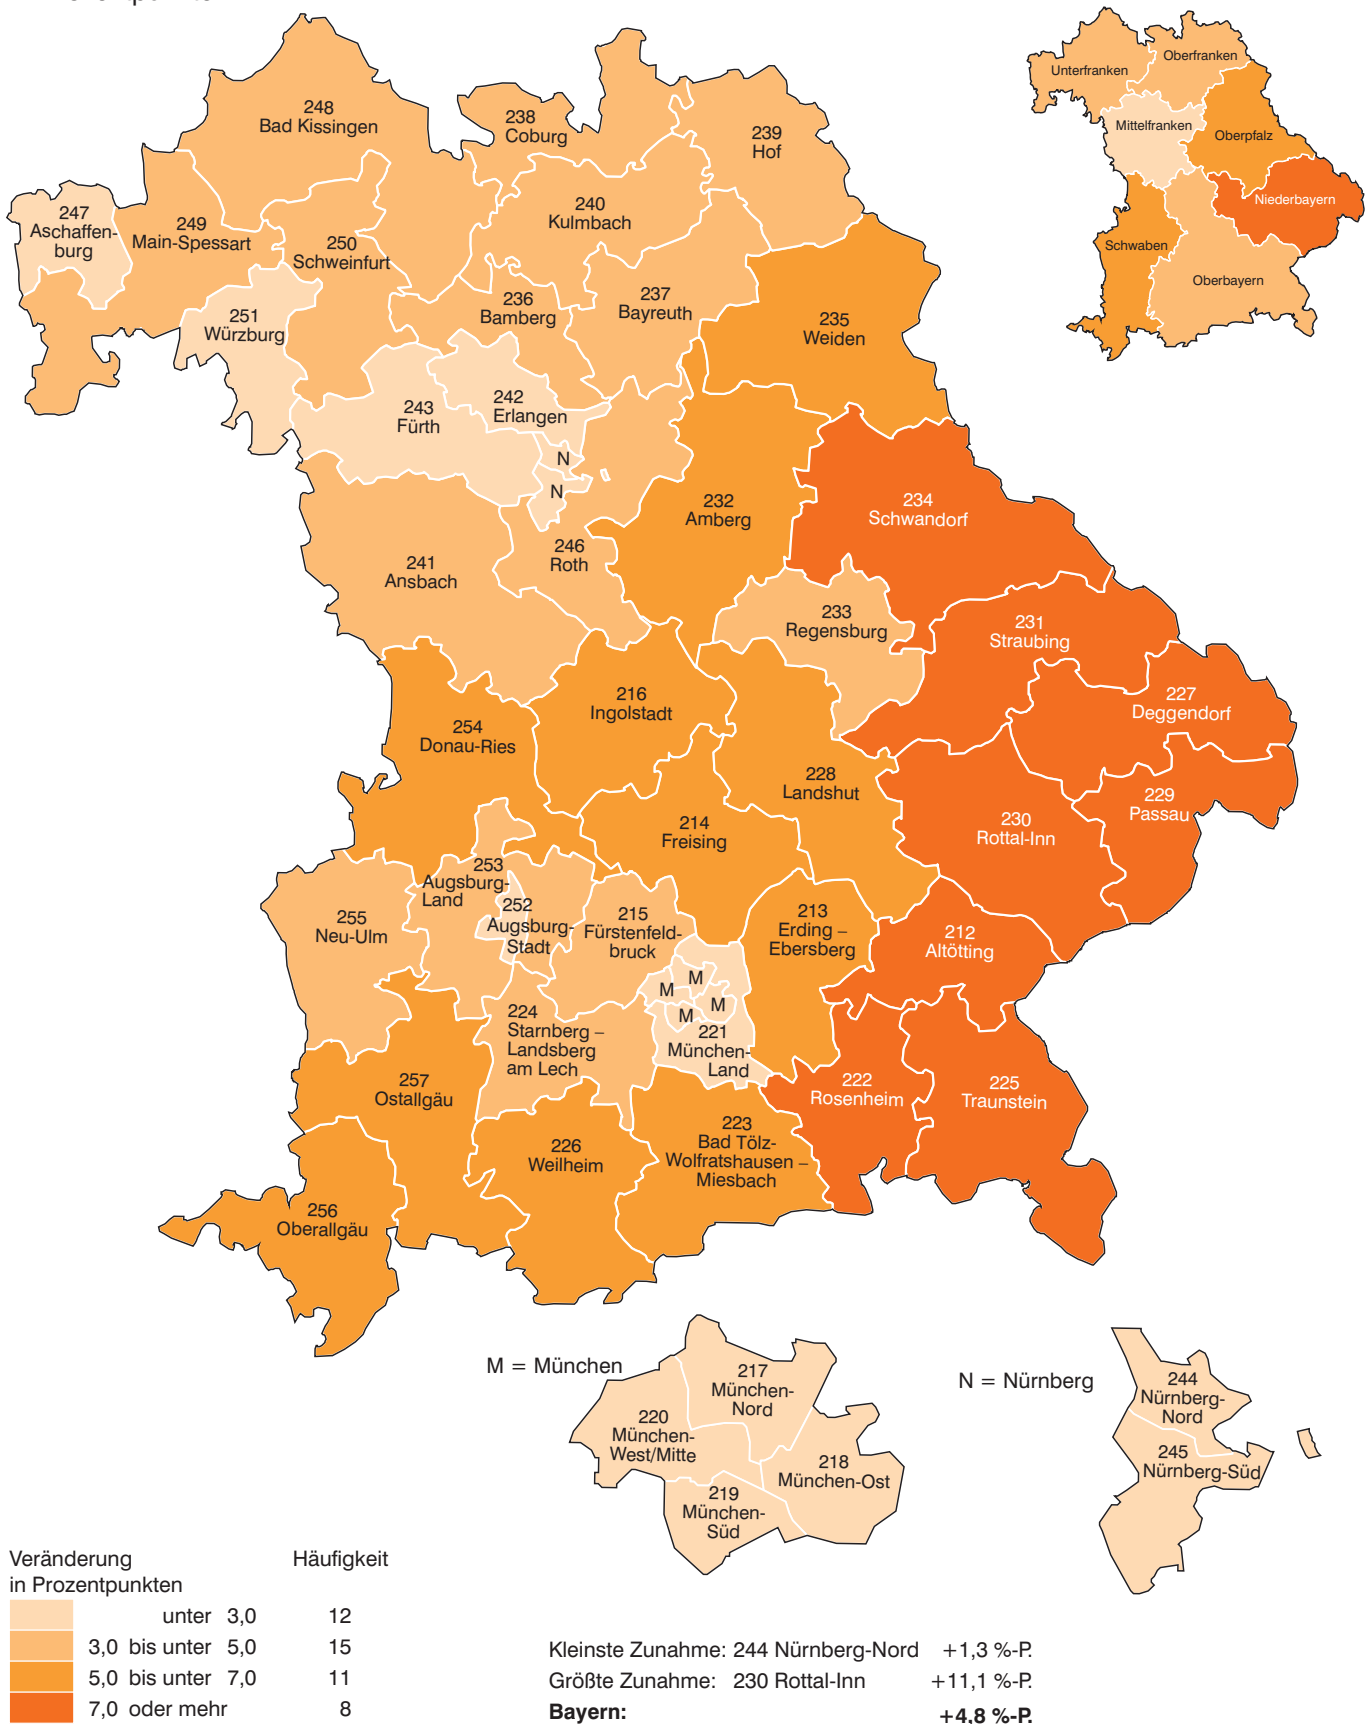 248
Bad Kissingen
238
Coburg
239
Hof
247
Aschaffen-
burg
249
Main-Spessart
250
Schweinfurt
240
Kulmbach
251
Würzburg
236
Bamberg
237
Bayreuth
235
Weiden
243
Fürth
242
Erlangen
N
N
232
Amberg
234
Schwandorf
241
Ansbach
246
Roth
233
Regensburg
231
Straubing
216
Ingolstadt
227
Deggendorf
254
Donau-Ries
228
Landshut
229
Passau
214
Freising
230
Rottal-Inn
253
Augsburg-
Land
252
Augsburg-
Stadt
255
Neu-Ulm
215
Fürstenfeld-
bruck
213
Erding –
Ebersberg
212
Altötting
M
M
M
M
221
München-
Land
224
Starnberg –
Landsberg
am Lech
257
Ostallgäu
222
Rosenheim
225
Traunstein
226
Weilheim
223
Bad Tölz-
Wolfratshausen –
Miesbach
256
Oberallgäu
Unterfranken
Oberfranken
Mittelfranken
Oberpfalz
Niederbayern
Schwaben
Oberbayern
M = München
217
München-
Nord
220
München-
West/Mitte
218
München-Ost
219
München-
Süd
N = Nürnberg
244
Nürnberg-
Nord
245
Nürnberg-Süd
Veränderung Häufigkeit
in Prozentpunkten
unter 3,0 12
3,0 bis unter 5,0 15
5,0 bis unter 7,0 11
7,0 oder mehr 8
Kleinste Zunahme: 244 Nürnberg-Nord +1,3 %-P.
Größte Zunahme: 230 Rottal-Inn +11,1 %-P.
Bayern: +4,8 %-P.